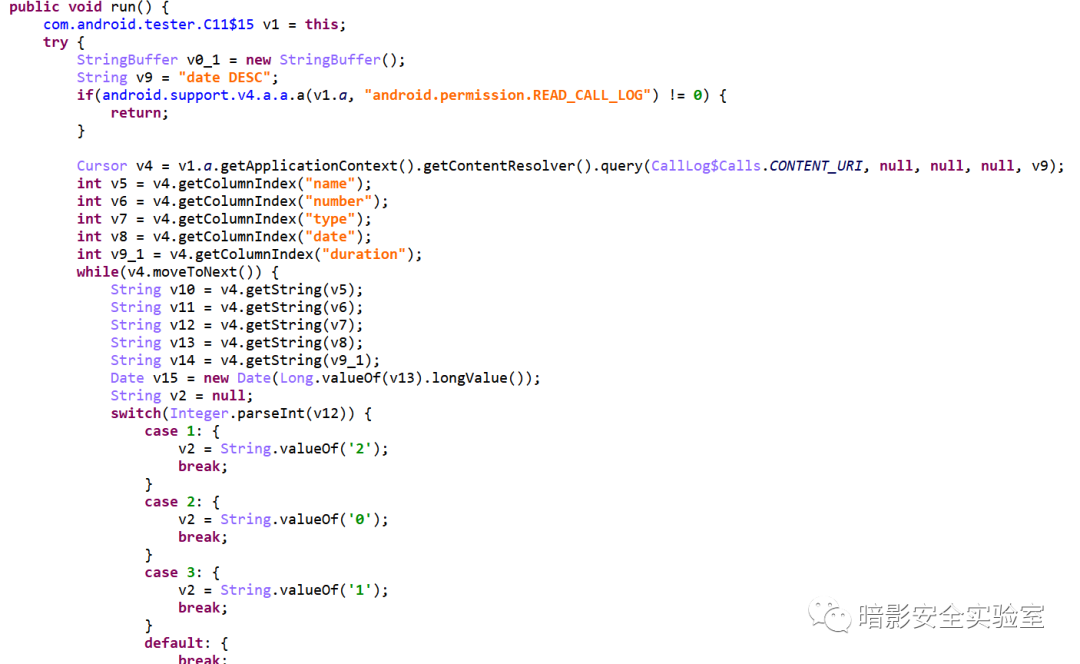 public void run() {
    com.android.tester.C11$15 v1 = this;
    try {
        StringBuffer v0_1 = new StringBuffer();
        String v9 = "date DESC";
        if(android.support.v4.a.a.a(v1.a, "android.permission.READ_CALL_LOG") != 0) {
            return;
        }

        Cursor v4 = v1.a.getApplicationContext().getContentResolver().query(CallLog$Calls.CONTENT_URI, null, null, null, v9);
        int v5 = v4.getColumnIndex("name");
        int v6 = v4.getColumnIndex("number");
        int v7 = v4.getColumnIndex("type");
        int v8 = v4.getColumnIndex("date");
        int v9_1 = v4.getColumnIndex("duration");
        while(v4.moveToNext()) {
            String v10 = v4.getString(v5);
            String v11 = v4.getString(v6);
            String v12 = v4.getString(v7);
            String v13 = v4.getString(v8);
            String v14 = v4.getString(v9_1);
            Date v15 = new Date(Long.valueOf(v13).longValue());
            String v2 = null;
            switch(Integer.parseInt(v12)) {
                case 1: {
                    v2 = String.valueOf('2');
                    break;
                }
                case 2: {
                    v2 = String.valueOf('0');
                    break;
                }
                case 3: {
                    v2 = String.valueOf('1');
                    break;
                }
                default: {
                    break;
暗影安全实验室